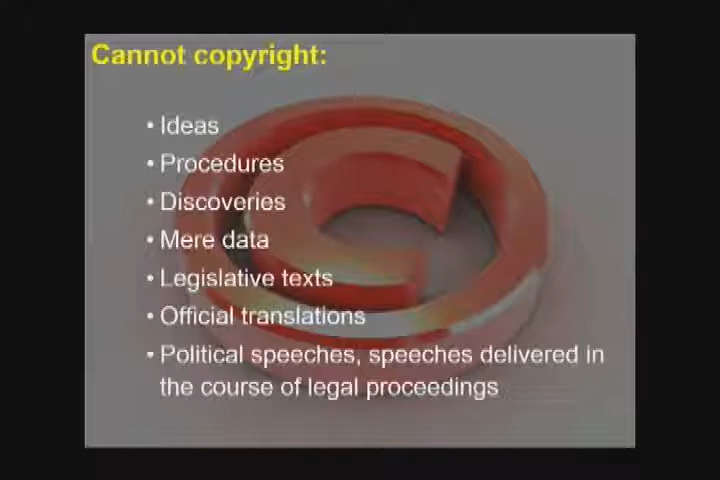 Cannot copyright:
• Ideas
• Procedures
• Discoveries
• Mere data
• Legislative texts
• Official translations
• Political speeches, speeches delivered in
the course of legal proceedings